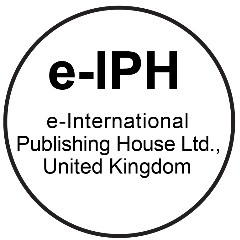 e-IPH
e-International
Publishing House Ltd.,
United Kingdom